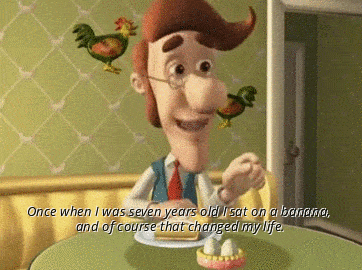 Once when I was seven years old I sat on a banana,
and of course that changed my life.